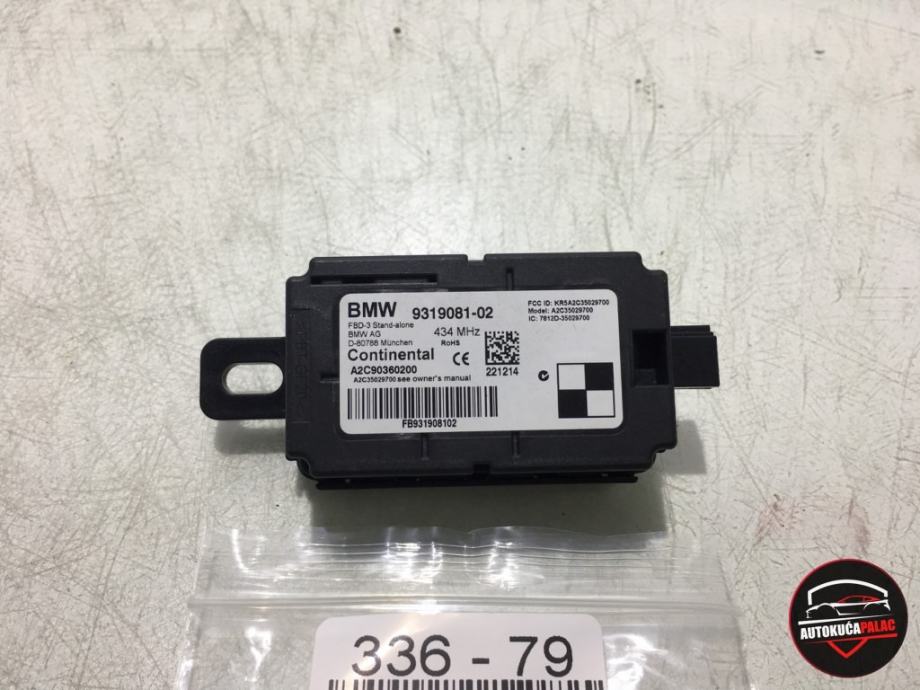 BMW 9319081-02
FCC ID: KR5A2C35029700
Model: A2C35029700
IC: 7812D-35029700
FBD-3 Stand-alone
BMW AG
D-80788 München
434 MHz
RoHS
Continental
CE
A2C90360200
221214
A2C35029700 see owner's manual
FB931908102
336 - 79
AUTOKUĆA PALAC